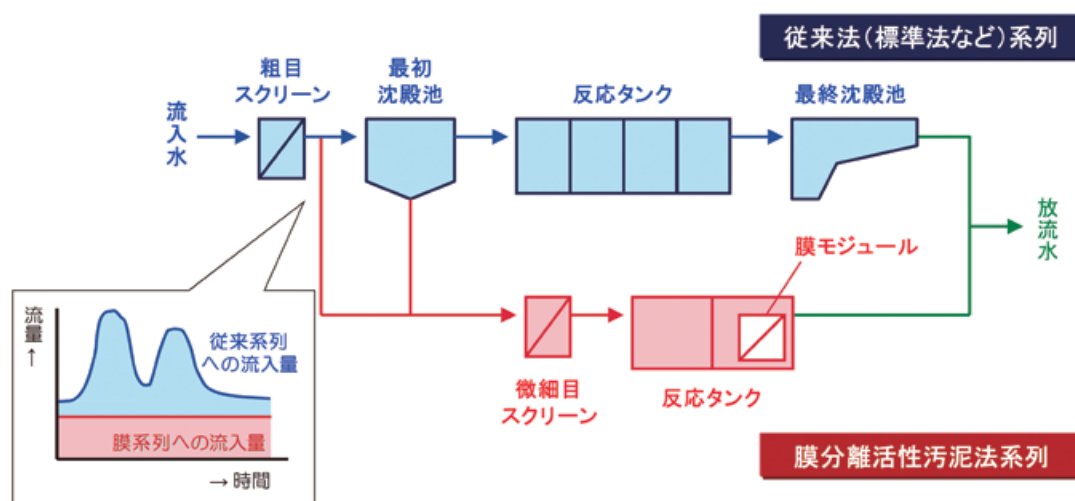 従来法(標準法など)系列
粗目
スクリーン
最初
沈殿池
反応タンク
最終沈殿池
流入水
放流水
膜モジュール
微細目
スクリーン
反応タンク
膜分離活性汚泥法系列
流量→
従来系列
への流入量
膜系列への流入量
→時間